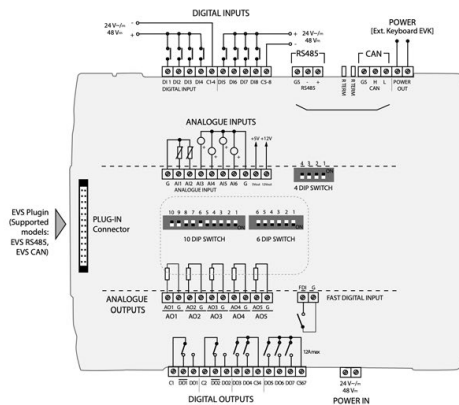 DIGITAL INPUTS
24 V~/=
48 V=
-
+
24 V~/=
48 V=
+
-
POWER
[Ext. Keyboard EVK]
RS485
CAN
DI1 DI2 DI3 DI4 C1-4 DI5 DI6 DI7 DI8 C5-8
DIGITAL INPUT
GS - +
RS485
R TERM
R TERM
GS H L
CAN
POWER
OUT
ANALOGUE INPUTS
+5V +12V
G AI1 AI2 AI3 AI4 AI5 AI6 G
ANALOGUE INPUT
4 3 2 1
ON
4 DIP SWITCH
EVS Plugin (Supported
models:
EVS RS485,
EVS CAN)
PLUG-IN
Connector
10 9 8 7 6 5 4 3 2 1
ON
10 DIP SWITCH
6 5 4 3 2 1
ON
6 DIP SWITCH
ANALOGUE
OUTPUTS
AO1 G AO2 G AO3 G AO4 G AO5 G
AO1 AO2 AO3 AO4 AO5
FDI G
FAST DIGITAL INPUT
12A max
C1 DO1 DO1 C2 DO2 DO2 DO3 DO4 C34 DO5 DO6 DO7 C567
DIGITAL OUTPUTS
24 V~/=
48 V=
POWER IN